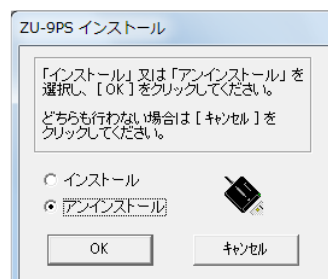 ZU-9PS インストール
「インストール」又は「アンインストール」を
選択し、[ OK ]をクリックしてください。
どちらも行わない場合は [ ｷｬﾝｾﾙ ] を
クリックしてください。
インストール
アンインストール
OK
ｷｬﾝｾﾙ